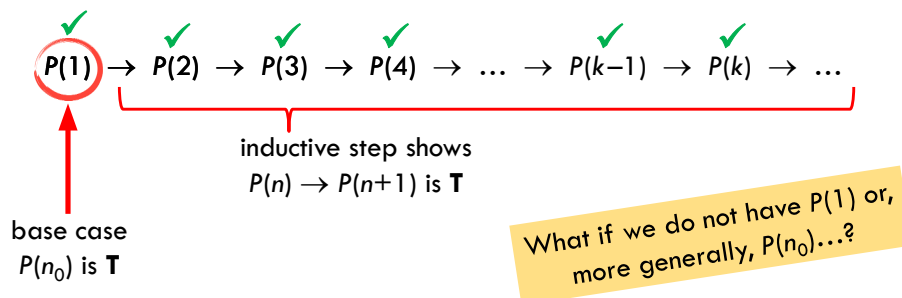 P(1) → P(2) → P(3) → P(4) → … → P(k–1) → P(k) → …
inductive step shows
P(n) → P(n+1) is T
base case
P(n₀) is T
What if we do not have P(1) or,
more generally, P(n₀)…?